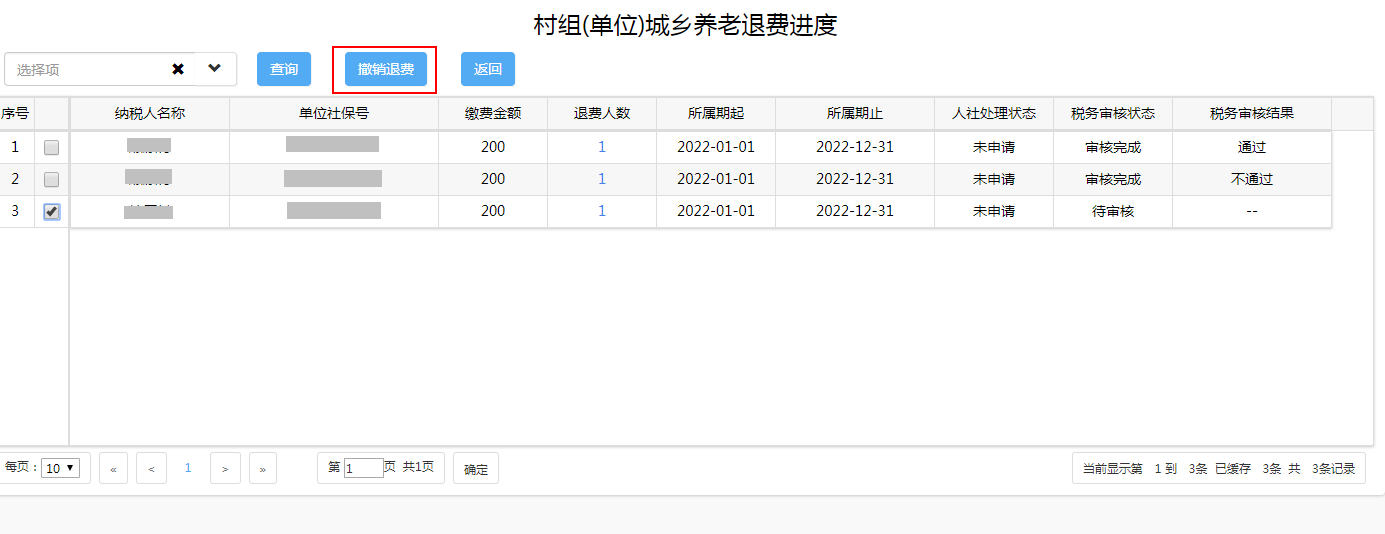 村组(单位)城乡养老退费进度
选择项 查询 撤销退费 返回
序号 纳税人名称 单位社保号 缴费金额 退费人数 所属期起 所属期止 人社处理状态 税务审核状态 税务审核结果
1 200 1 2022-01-01 2022-12-31 未申请 审核完成 通过
2 200 1 2022-01-01 2022-12-31 未申请 审核完成 不通过
3 200 1 2022-01-01 2022-12-31 未申请 待审核 --
每页：10 « < 1 > » 第 1 页 共1页 确定 当前显示第 1 到 3条 已缓存 3条 共 3条记录